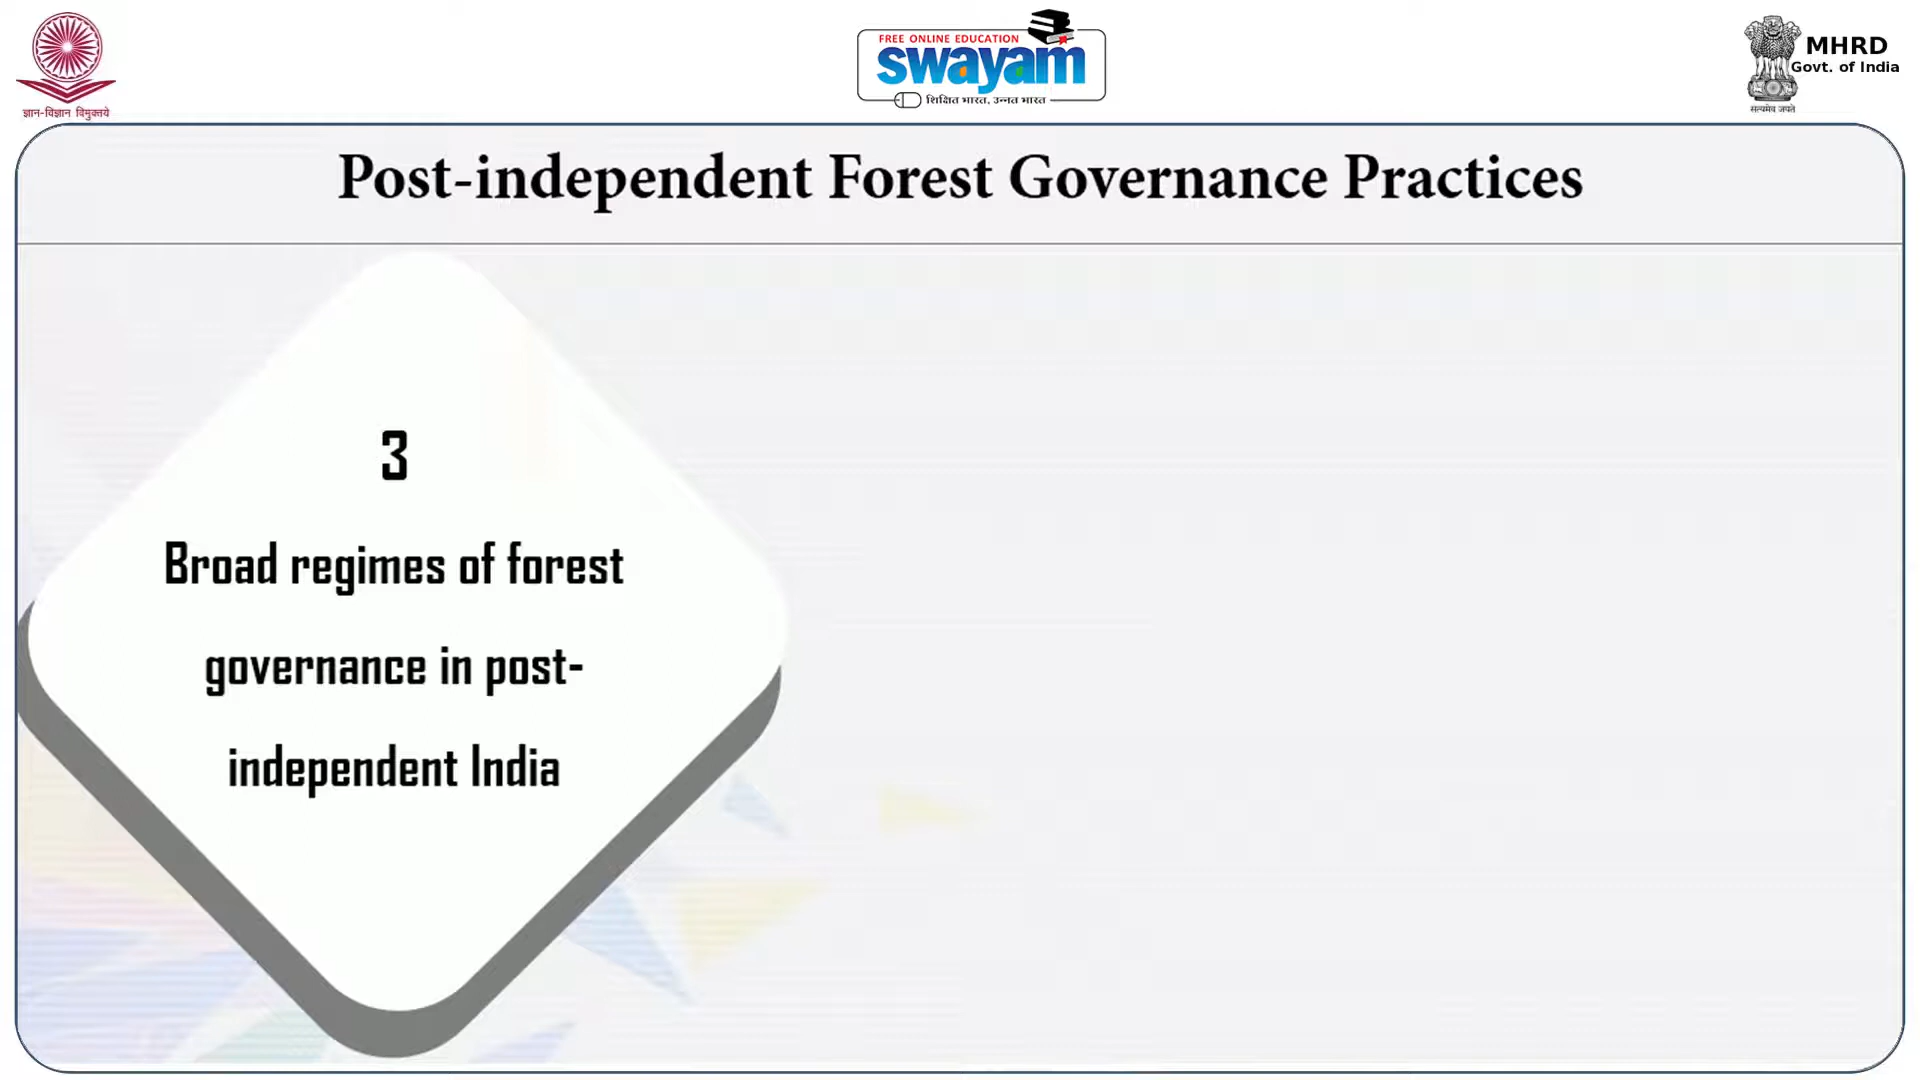 ज्ञान-विज्ञान विमुक्तये
FREE ONLINE EDUCATION
swayam
शिक्षित भारत, उन्नत भारत
सत्यमेव जयते
MHRD
Govt. of India
Post-independent Forest Governance Practices
3
Broad regimes of forest
governance in post-
independent India